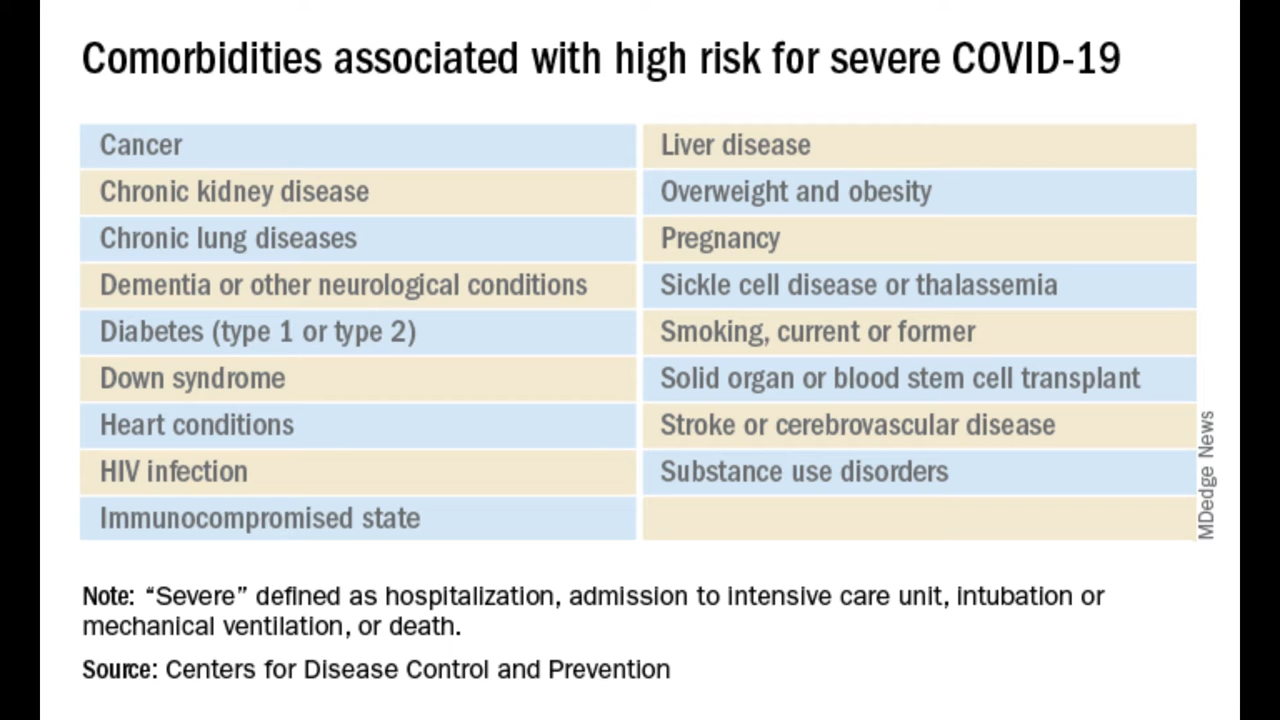 Comorbidities associated with high risk for severe COVID-19
Cancer
Chronic kidney disease
Chronic lung diseases
Dementia or other neurological conditions
Diabetes (type 1 or type 2)
Down syndrome
Heart conditions
HIV infection
Immunocompromised state
Liver disease
Overweight and obesity
Pregnancy
Sickle cell disease or thalassemia
Smoking, current or former
Solid organ or blood stem cell transplant
Stroke or cerebrovascular disease
Substance use disorders
MDedge News
Note: “Severe” defined as hospitalization, admission to intensive care unit, intubation or
mechanical ventilation, or death.
Source: Centers for Disease Control and Prevention